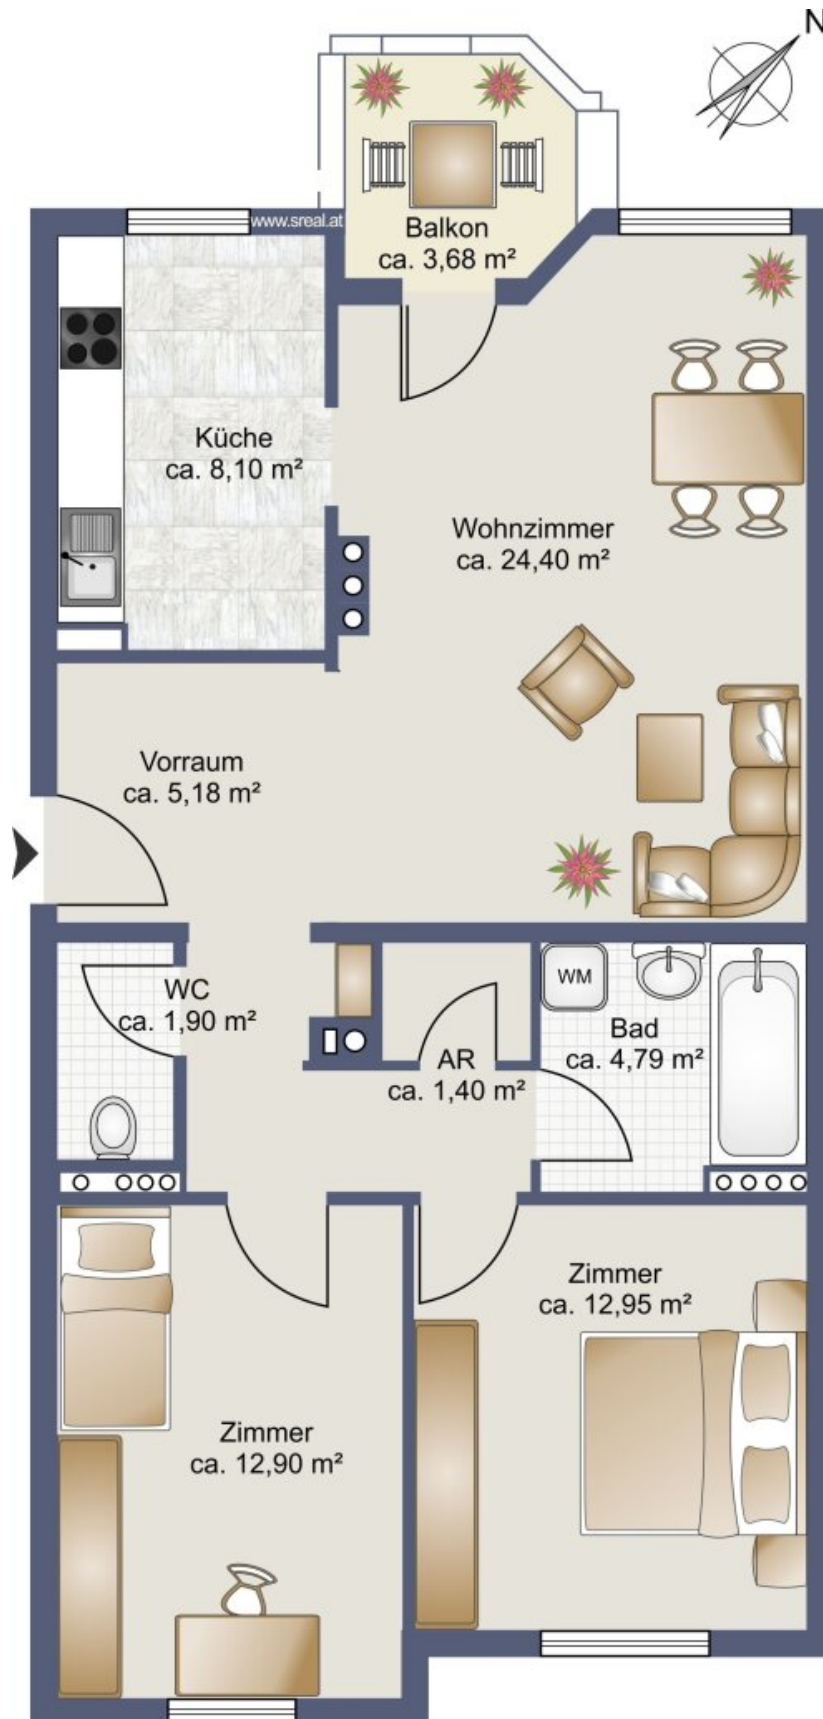 N
www.sreal.at
Balkon
ca. 3,68 m²
Küche
ca. 8,10 m²
Wohnzimmer
ca. 24,40 m²
Vorraum
ca. 5,18 m²
WC
ca. 1,90 m²
WM
Bad
ca. 4,79 m²
AR
ca. 1,40 m²
Zimmer
ca. 12,95 m²
Zimmer
ca. 12,90 m²